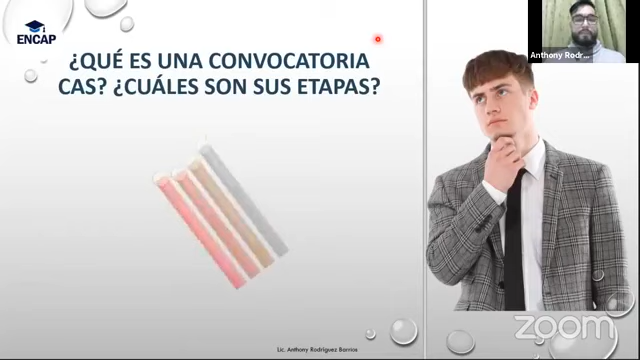 ENCAP
¿QUÉ ES UNA CONVOCATORIA
CAS? ¿CUÁLES SON SUS ETAPAS?
Anthony Rodr...
zoom
Lic. Anthony Rodríguez Barrios